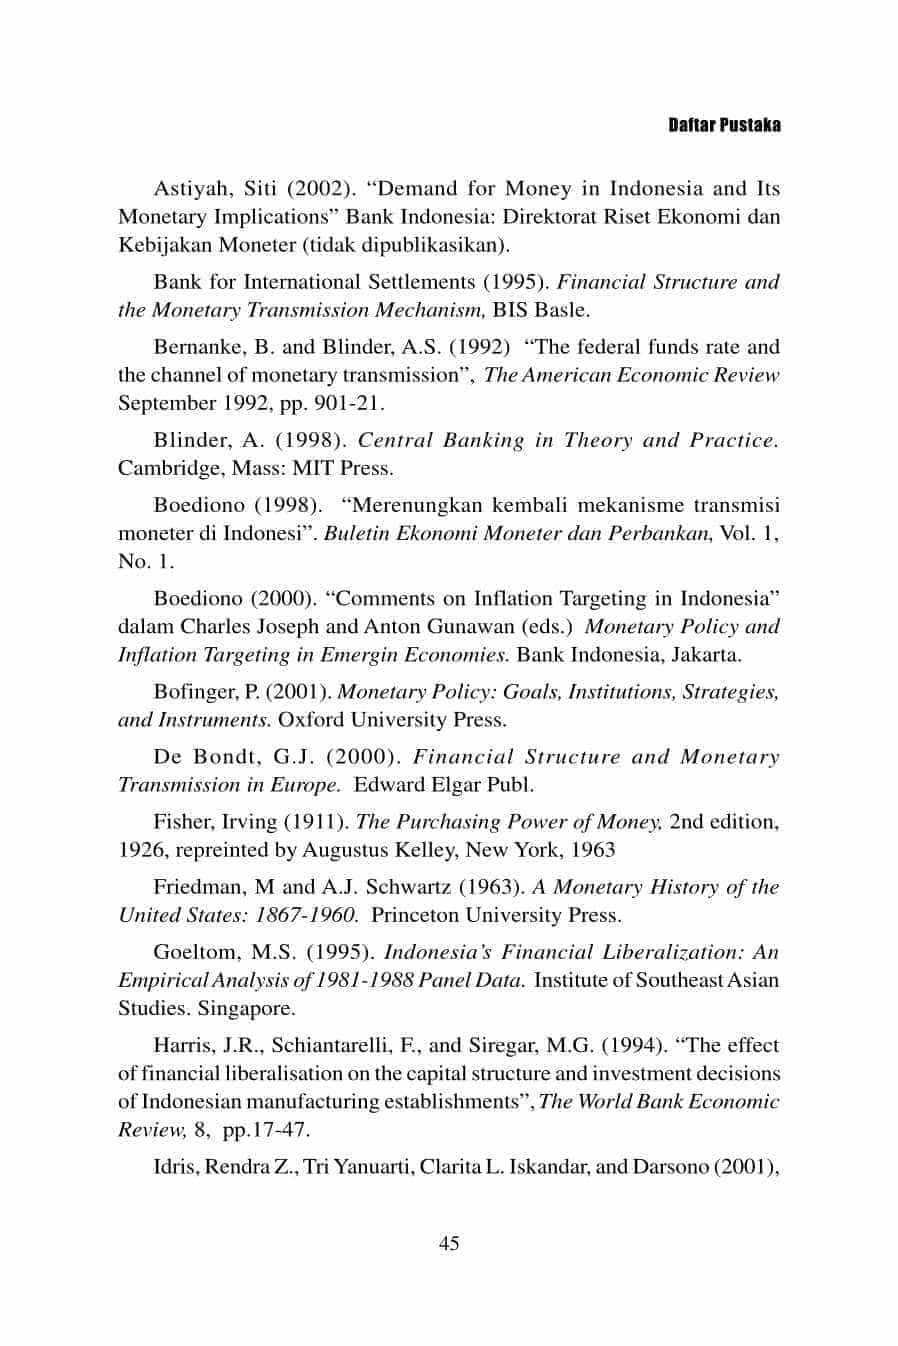 Daftar Pustaka
Astiyah, Siti (2002). “Demand for Money in Indonesia and Its
Monetary Implications” Bank Indonesia: Direktorat Riset Ekonomi dan
Kebijakan Moneter (tidak dipublikasikan).
Bank for International Settlements (1995). Financial Structure and
the Monetary Transmission Mechanism, BIS Basle.
Bernanke, B. and Blinder, A.S. (1992) “The federal funds rate and
the channel of monetary transmission”, The American Economic Review
September 1992, pp. 901-21.
Blinder, A. (1998). Central Banking in Theory and Practice.
Cambridge, Mass: MIT Press.
Boediono (1998). “Merenungkan kembali mekanisme transmisi
moneter di Indonesi”. Buletin Ekonomi Moneter dan Perbankan, Vol. 1,
No. 1.
Boediono (2000). “Comments on Inflation Targeting in Indonesia”
dalam Charles Joseph and Anton Gunawan (eds.) Monetary Policy and
Inflation Targeting in Emergin Economies. Bank Indonesia, Jakarta.
Bofinger, P. (2001). Monetary Policy: Goals, Institutions, Strategies,
and Instruments. Oxford University Press.
De Bondt, G.J. (2000). Financial Structure and Monetary
Transmission in Europe. Edward Elgar Publ.
Fisher, Irving (1911). The Purchasing Power of Money, 2nd edition,
1926, repreinted by Augustus Kelley, New York, 1963
Friedman, M and A.J. Schwartz (1963). A Monetary History of the
United States: 1867-1960. Princeton University Press.
Goeltom, M.S. (1995). Indonesia’s Financial Liberalization: An
Empirical Analysis of 1981-1988 Panel Data. Institute of Southeast Asian
Studies. Singapore.
Harris, J.R., Schiantarelli, F., and Siregar, M.G. (1994). “The effect
of financial liberalisation on the capital structure and investment decisions
of Indonesian manufacturing establishments”, The World Bank Economic
Review, 8, pp.17-47.
Idris, Rendra Z., Tri Yanuarti, Clarita L. Iskandar, and Darsono (2001),
45